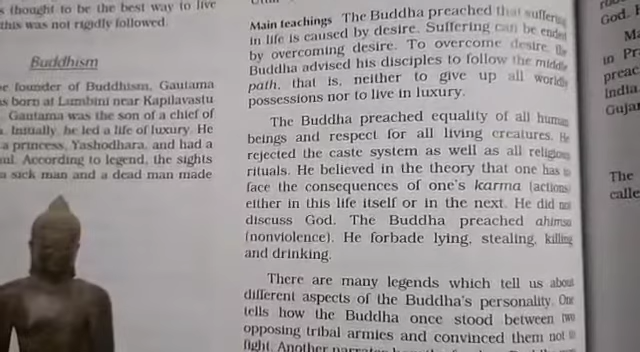 s thought to be the best way to live
this was not rigidly followed.
Buddhism
e founder of Buddhism, Gautama
s born at Lambini near Kapilavastu
Gautama was the son of a chief of
. Initually, he led a life of luxury. He
a princess, Yashodhara, and had a
ul. According to legend, the sights
a sick man and a dead man made
Main teachings The Buddha preached that suffering
in life is caused by desire. Suffering can be ended
by overcoming desire. To overcome desire, the
Buddha advised his disciples to follow the middle
path, that is, neither to give up all worldly
possessions nor to live in luxury.
The Buddha preached equality of all human
beings and respect for all living creatures. He
rejected the caste system as well as all religious
rituals. He believed in the theory that one has to
face the consequences of one's karma (actions)
either in this life itself or in the next. He did not
discuss God. The Buddha preached ahimsa
(nonviolence). He forbade lying, stealing, killing
and drinking.
There are many legends which tell us about
different aspects of the Buddha's personality. One
tells how the Buddha once stood between two
opposing tribal armies and convinced them not to
fight. Another
God. H
Ma
in Pra
preac
India.
Guja
The
calle